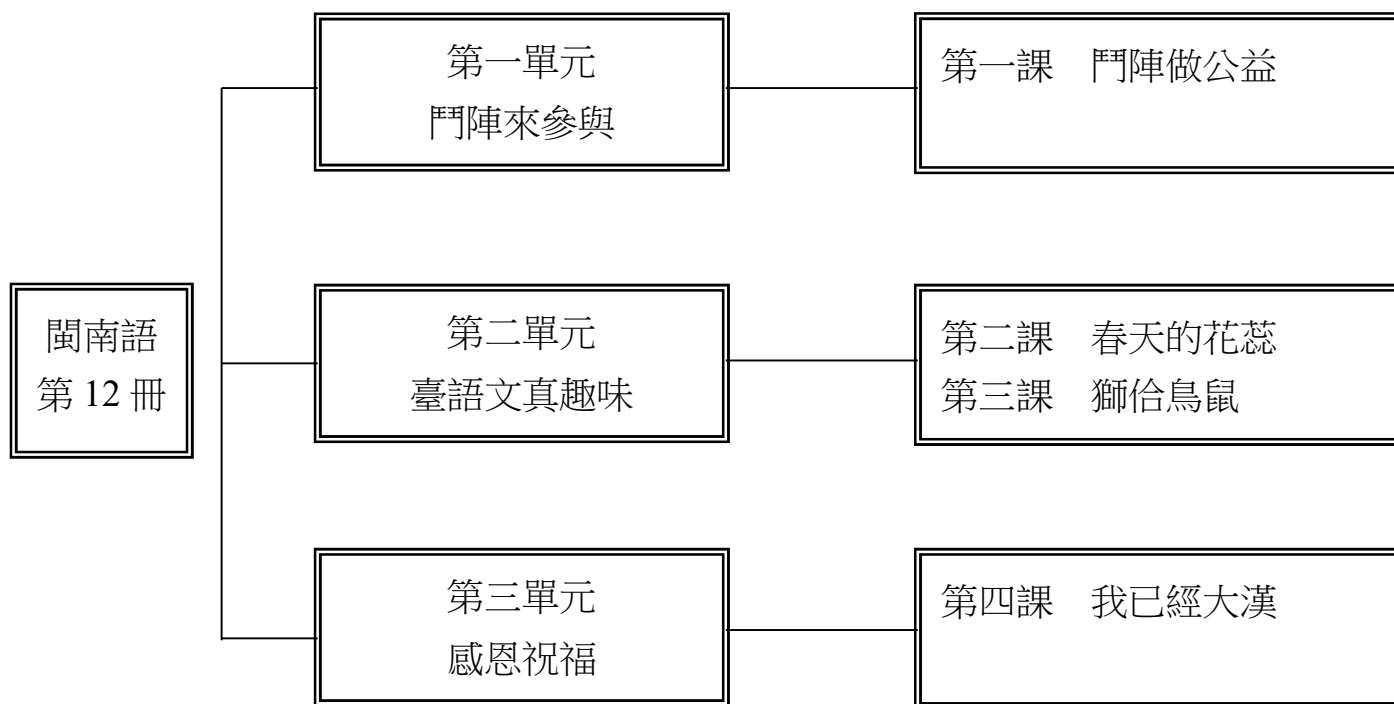 閩南語
第 12 冊
第一單元
鬥陣來參與
第一課　鬥陣做公益
第二單元
臺語文真趣味
第二課　春天的花蕊
第三課　獅佮鳥鼠
第三單元
感恩祝福
第四課　我已經大漢